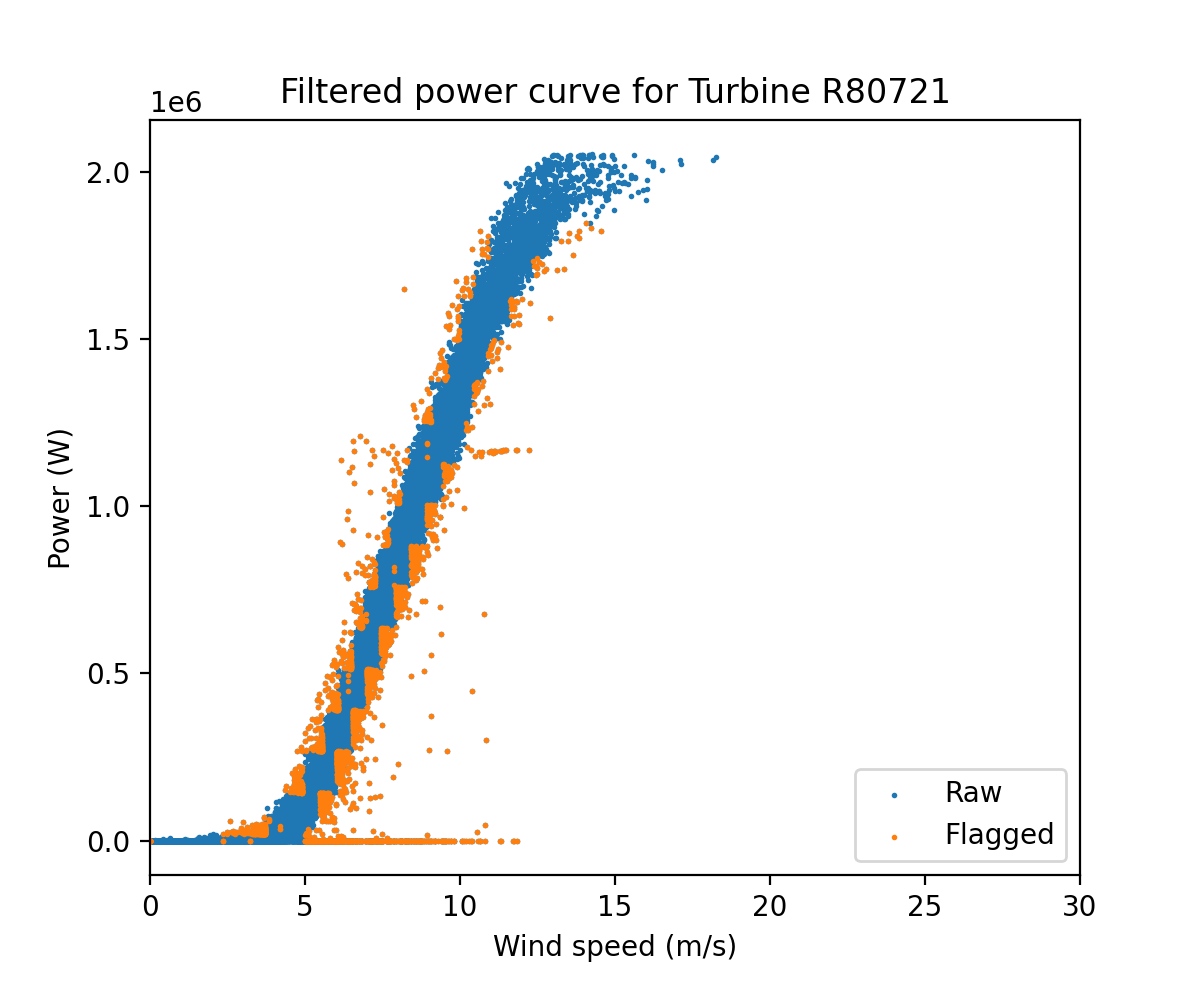 Filtered power curve for Turbine R80721
1e6
2.0
1.5
1.0
0.5
0.0
Power (W)
0 5 10 15 20 25 30
Wind speed (m/s)
Raw
Flagged